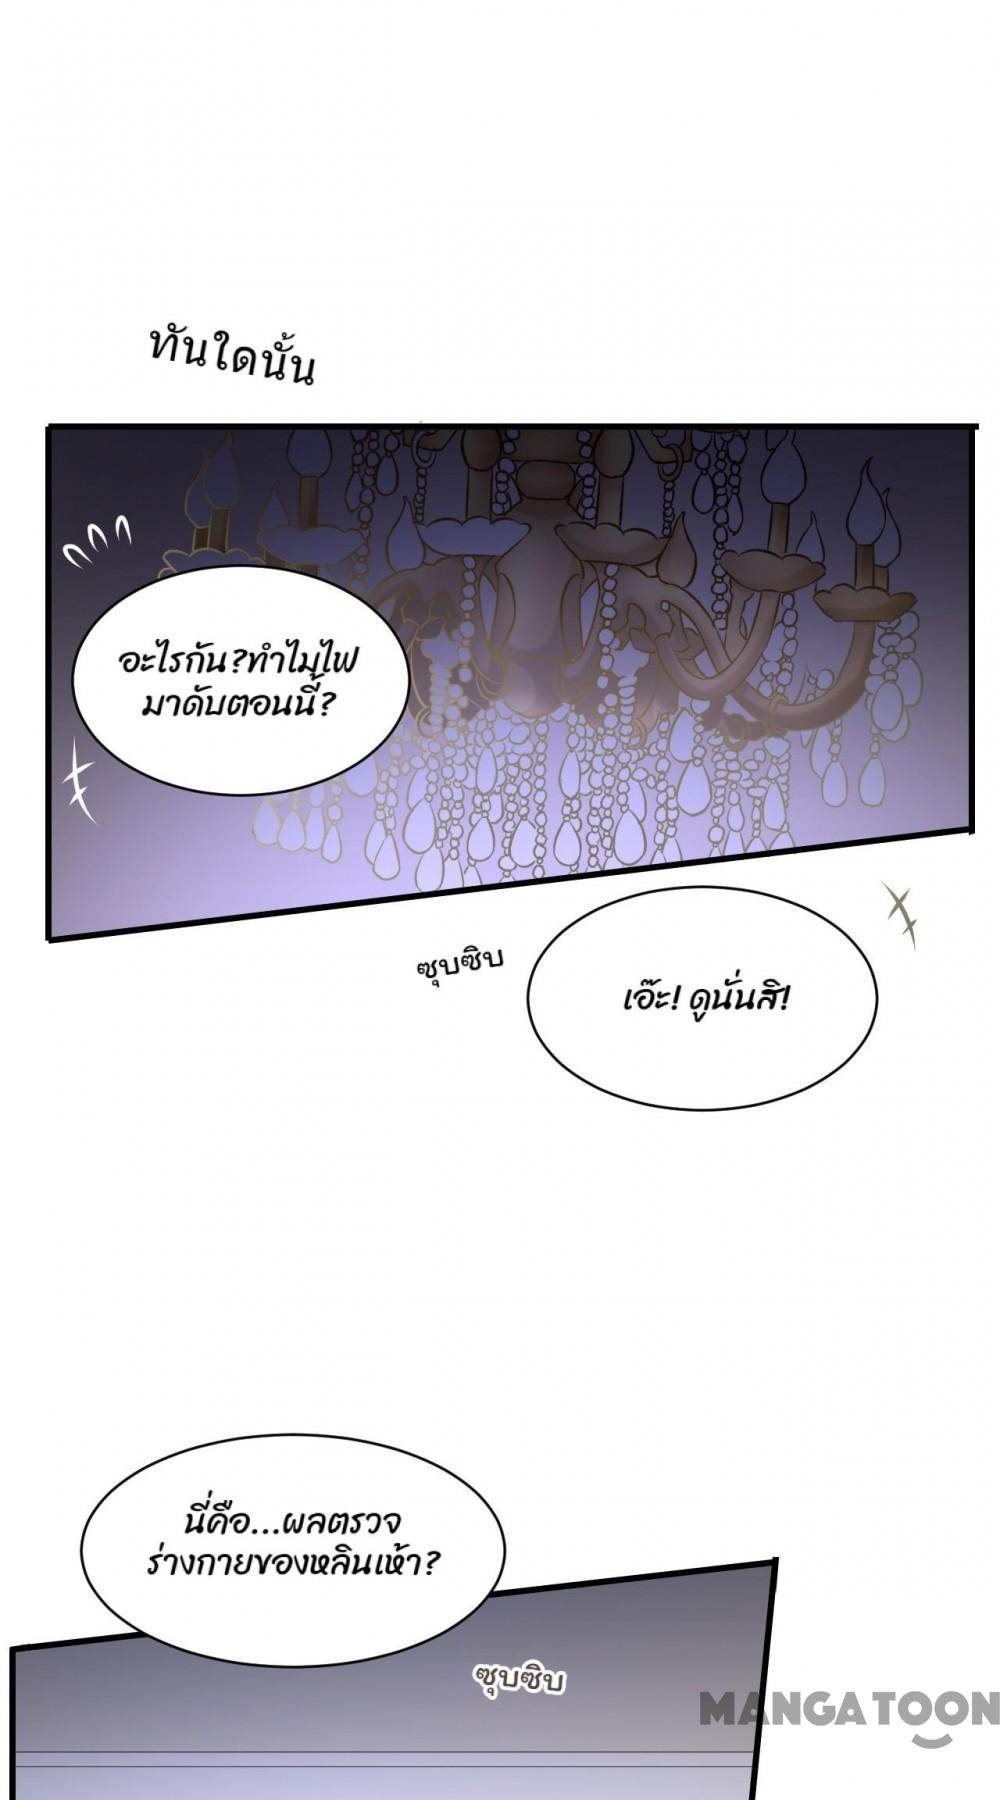 ทันใดนั้น
อะไรกัน?ทำไมไฟ
มาดับตอนนี้?
ซุบซิบ
เอ๊ะ! ดูนั่นสิ!
นี่คือ...ผลตรวจ
ร่างกายของหลินเห้า?
ซุบซิบ
MANGATOON